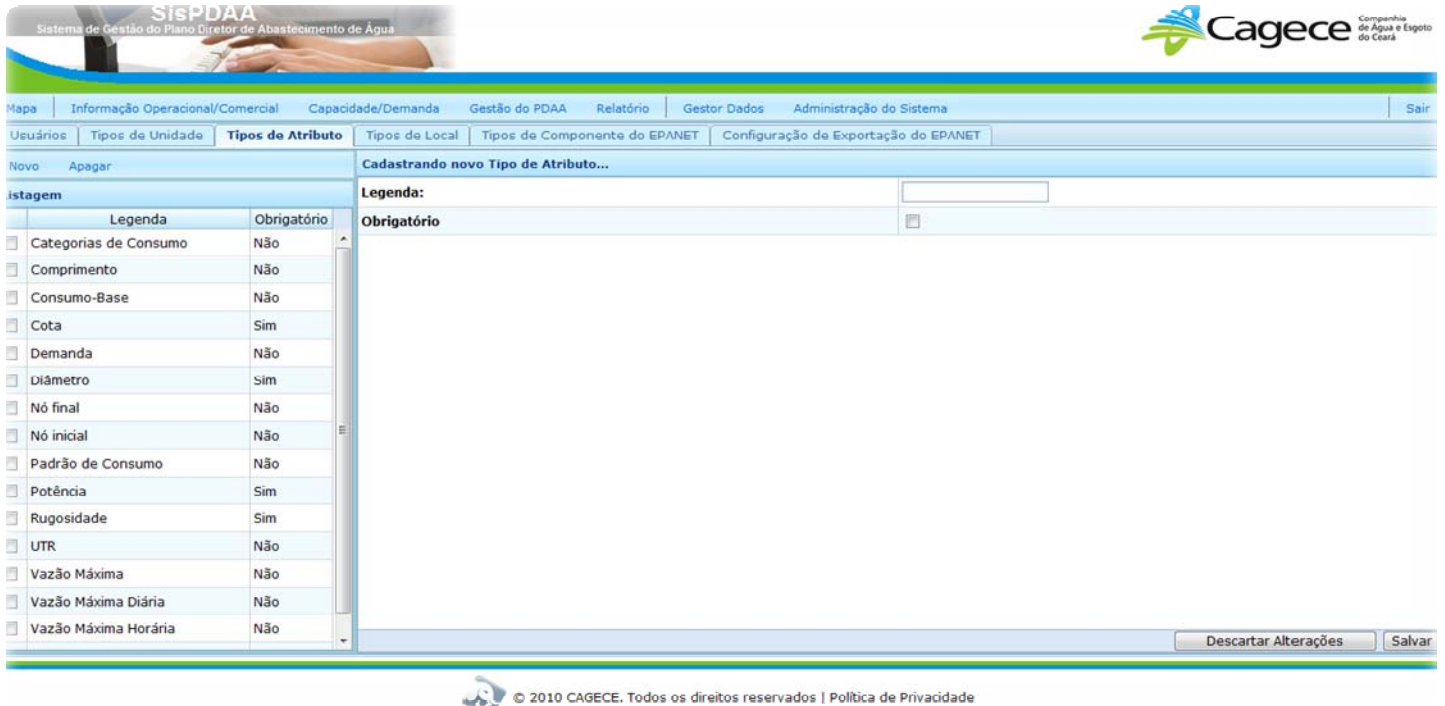 SisPDAA
Sistema de Gestão do Plano Diretor de Abastecimento de Água
Cagece Companhia de Água e Esgoto do Ceará
Mapa Informação Operacional/Comercial Capacidade/Demanda Gestão do PDAA Relatório Gestor Dados Administração do Sistema Sair
Usuários Tipos de Unidade Tipos de Atributo Tipos de Local Tipos de Componente do EPANET Configuração de Exportação do EPANET
Novo Apagar Cadastrando novo Tipo de Atributo...
istagem Legenda:
Legenda Obrigatório Obrigatório
Categorias de Consumo Não
Comprimento Não
Consumo-Base Não
Cota Sim
Demanda Não
Diâmetro Sim
Nó final Não
Nó inicial Não
Padrão de Consumo Não
Potência Sim
Rugosidade Sim
UTR Não
Vazão Máxima Não
Vazão Máxima Diária Não
Vazão Máxima Horária Não
Descartar Alterações Salvar
© 2010 CAGECE. Todos os direitos reservados | Política de Privacidade